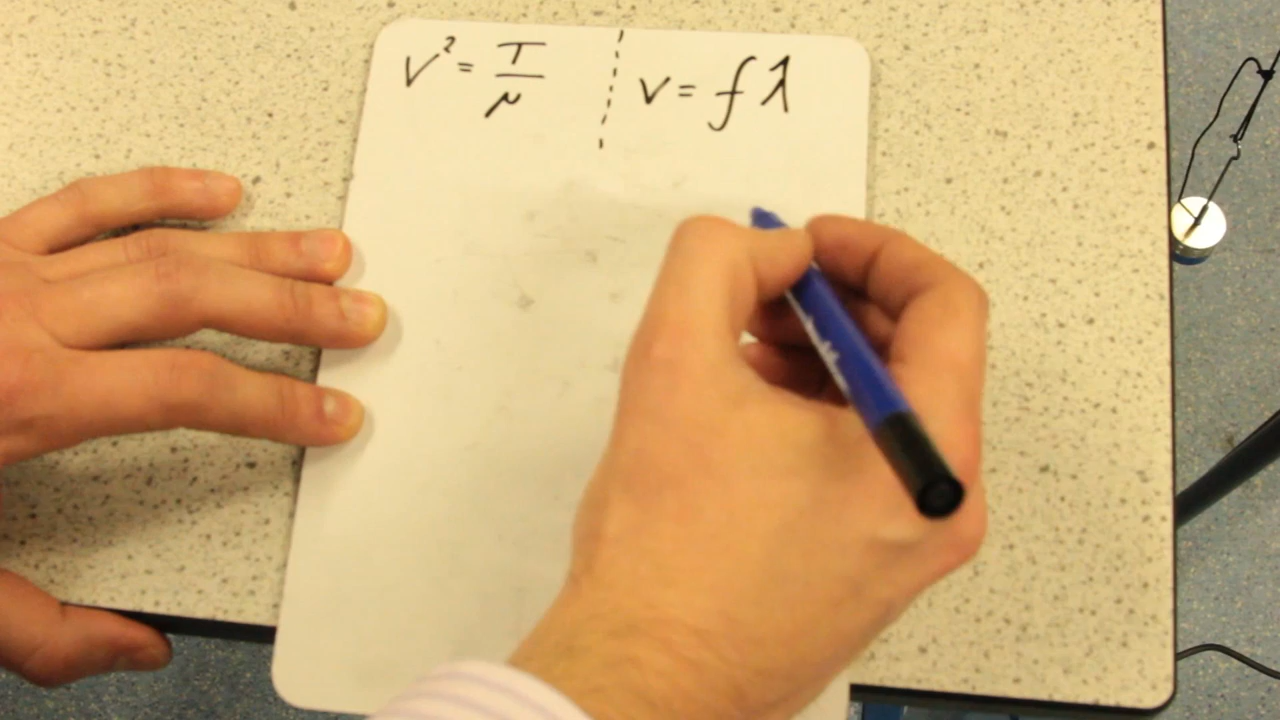 v² = T/μ
v = fλ